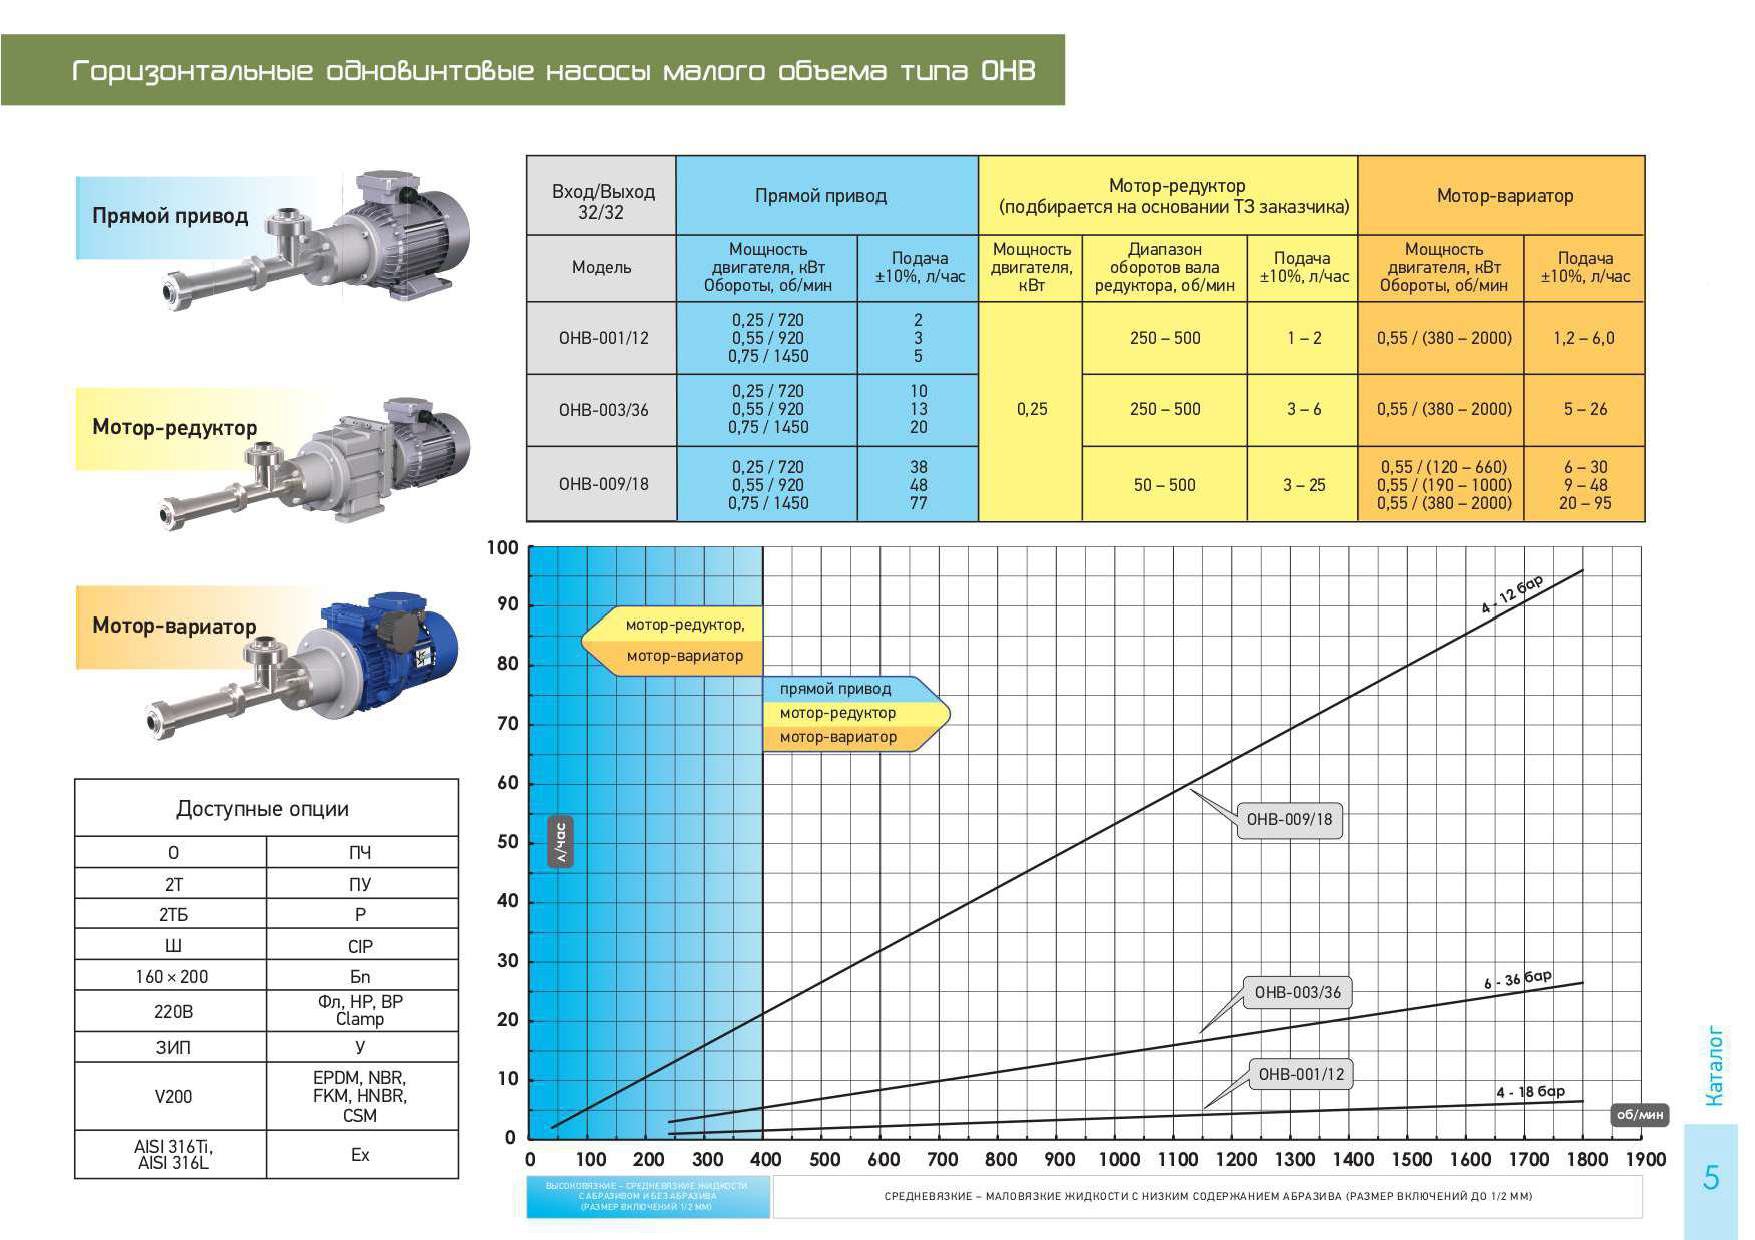 Горизонтальные одновинтовые насосы малого объема типа ОНВ
Прямой привод
Мотор-редуктор
Мотор-вариатор
Вход/Выход
32/32
Прямой привод
Мотор-редуктор
(подбирается на основании ТЗ заказчика)
Мотор-вариатор
Модель
Мощность
двигателя, кВт
Обороты, об/мин
Подача
±10%, л/час
Мощность
двигателя,
кВт
Диапазон
оборотов вала
редуктора, об/мин
Подача
±10%, л/час
Мощность
двигателя, кВт
Обороты, об/мин
Подача
±10%, л/час
ОНВ-001/12
0,25 / 720
0,55 / 920
0,75 / 1450
2
3
5
250 – 500
1 – 2
0,55 / (380 – 2000)
1,2 – 6,0
ОНВ-003/36
0,25 / 720
0,55 / 920
0,75 / 1450
10
13
20
0,25
250 – 500
3 – 6
0,55 / (380 – 2000)
5 – 26
ОНВ-009/18
0,25 / 720
0,55 / 920
0,75 / 1450
38
48
77
50 – 500
3 – 25
0,55 / (120 – 660)
0,55 / (190 – 1000)
0,55 / (380 – 2000)
6 – 30
9 – 48
20 – 95
Доступные опции
О ПЧ
2Т ПУ
2ТБ Р
Ш CIP
160 × 200 Бп
220В
Фл, НР, ВР
Clamp
ЗИП У
V200
EPDM, NBR,
FKM, HNBR,
CSM
AISI 316Ti,
AISI 316L
Ex
100
90
80
70
60
50
40
30
20
10
0
л/час
мотор-редуктор,
мотор-вариатор
прямой привод
мотор-редуктор
мотор-вариатор
4 - 12 бар
ОНВ-009/18
6 - 36 бар
ОНВ-003/36
ОНВ-001/12
4 - 18 бар
об/мин
0 100 200 300 400 500 600 700 800 900 1000 1100 1200 1300 1400 1500 1600 1700 1800 1900
ВЫСОКОВЯЗКИЕ – СРЕДНЕВЯЗКИЕ ЖИДКОСТИ
С АБРАЗИВОМ И БЕЗ АБРАЗИВА
(РАЗМЕР ВКЛЮЧЕНИЙ 1/2 ММ)
СРЕДНЕВЯЗКИЕ – МАЛОВЯЗКИЕ ЖИДКОСТИ С НИЗКИМ СОДЕРЖАНИЕМ АБРАЗИВА (РАЗМЕР ВКЛЮЧЕНИЙ ДО 1/2 ММ)
Каталог
5